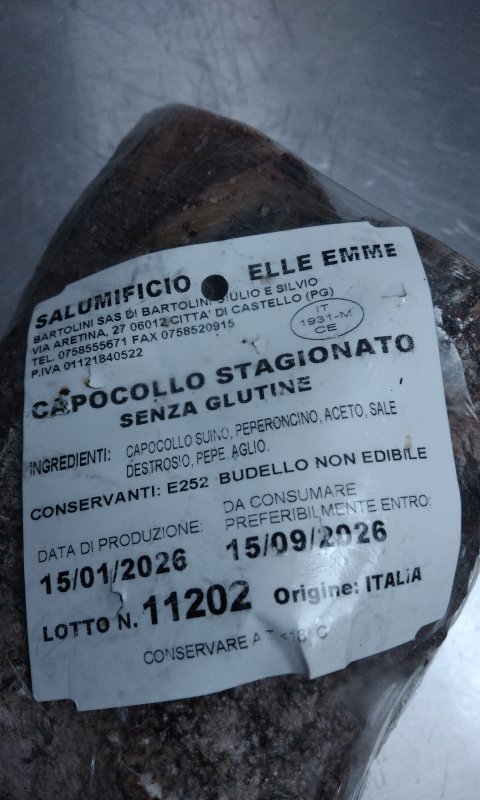 SALUMIFICIO ELLE EMME
BARTOLINI SAS DI BARTOLINI GIULIO E SILVIO
VIA ARETINA, 27 06012 CITTA' DI CASTELLO (PG)
TEL. 0758555671 FAX 0758520915
P.IVA 01121840522
IT
1931-M
CE
CAPOCOLLO STAGIONATO
SENZA GLUTINE
INGREDIENTI: CAPOCOLLO SUINO, PEPERONCINO, ACETO, SALE
DESTROSIO, PEPE, AGLIO.
CONSERVANTI: E252 BUDELLO NON EDIBILE
DATA DI PRODUZIONE:
15/01/2026
DA CONSUMARE
PREFERIBILMENTE ENTRO:
15/09/2026
LOTTO N. 11202 Origine: ITALIA
CONSERVARE A T. <18° C